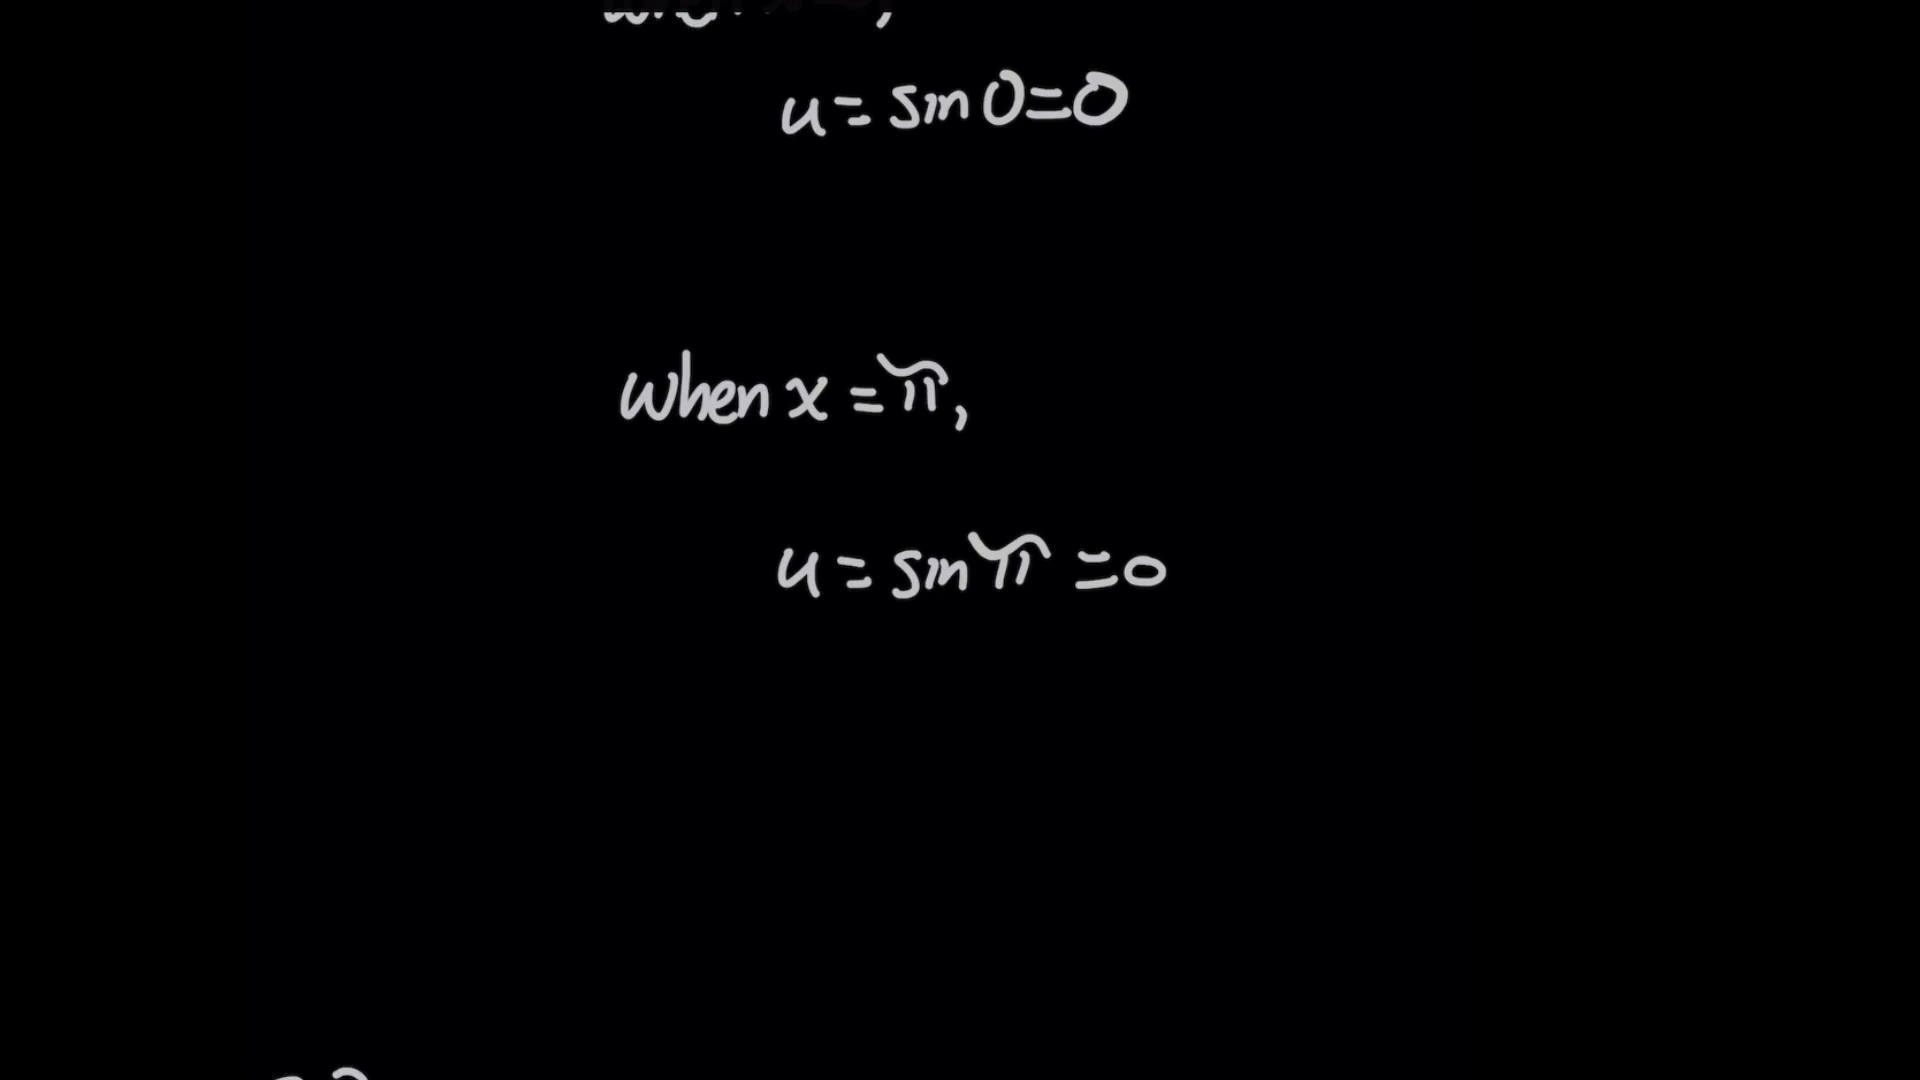 u = sin 0 = 0
when x = π,
u = sin π = 0